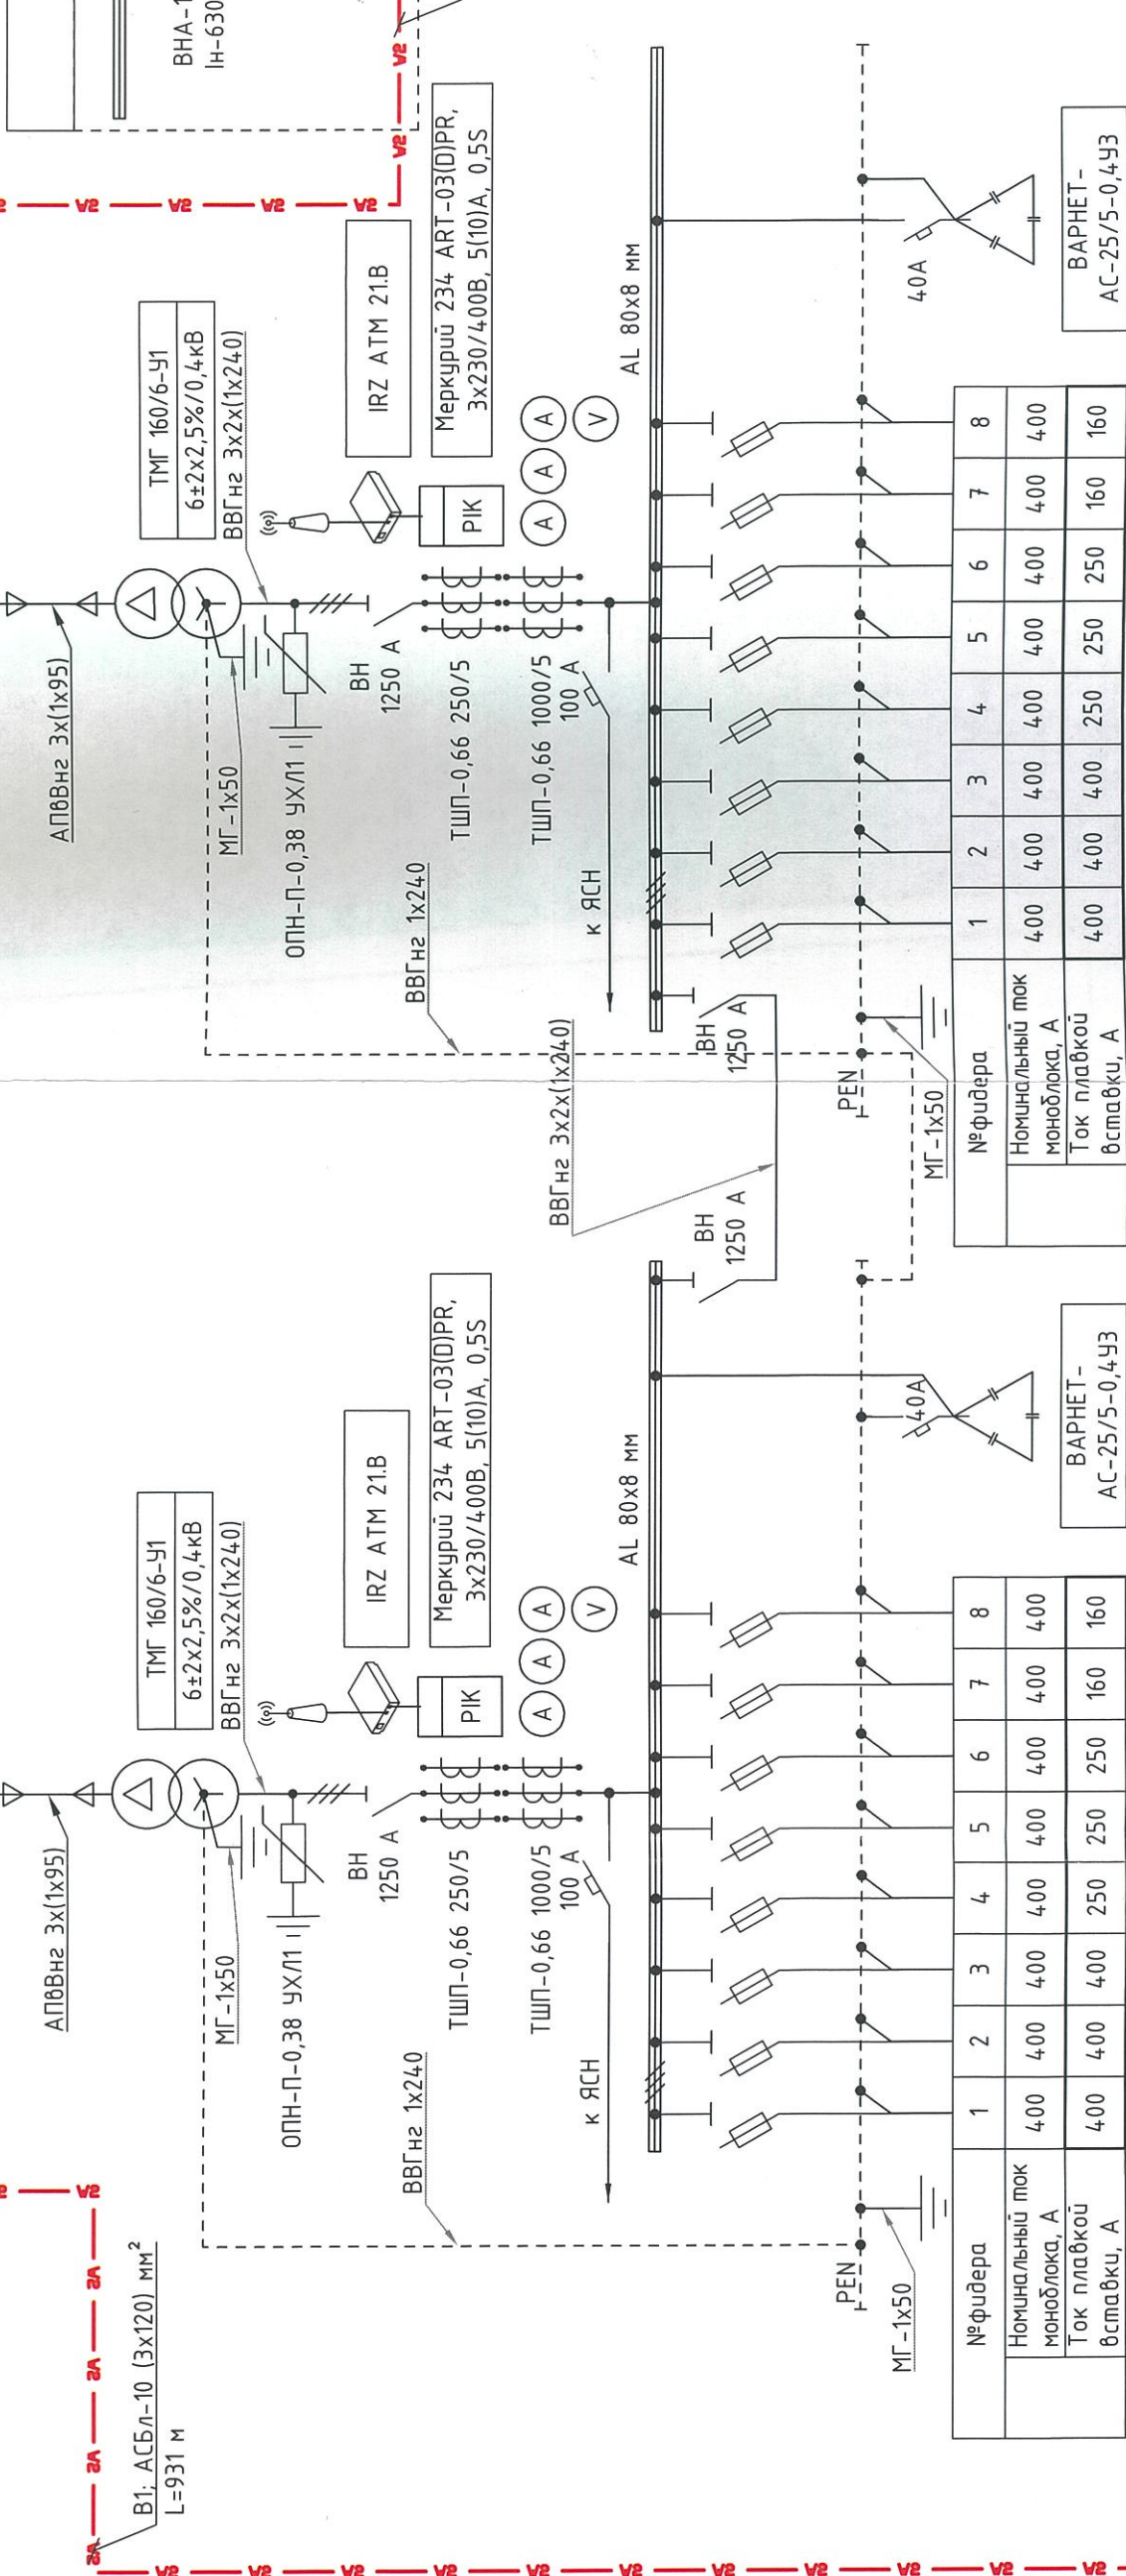 В1; АСБл-10 (3х120) мм²
L=931 м
АПвВнг 3х(1х95)
ТМГ 160/6-У1
6±2х2,5%/0,4кВ
ВВГнг 3х2х(1х240)
МГ-1х50
ОПН-П-0,38 УХЛ1
IRZ ATM 21.B
Меркурий 234 ART-03(D)PR,
3х230/400В, 5(10)А, 0,5S
PIK
ВН
1250 А
ТШП-0,66 250/5
ТШП-0,66 1000/5
100 А
А
А
А
V
ВВГнг 1х240
к ЯСН
AL 80х8 мм
ВН
1250 А
ВВГнг 3х2х(1х240)
40А
PEN
МГ-1х50
ВАРНЕТ-
АС-25/5-0,4У3
№фидера 1 2 3 4 5 6 7 8
Номинальный ток
моноблока, А 400 400 400 400 400 400 400 400
Ток плавкой
вставки, А 400 400 400 250 250 250 160 160
АПвВнг 3х(1х95)
ТМГ 160/6-У1
6±2х2,5%/0,4кВ
ВВГнг 3х2х(1х240)
МГ-1х50
ОПН-П-0,38 УХЛ1
IRZ ATM 21.B
Меркурий 234 ART-03(D)PR,
3х230/400В, 5(10)А, 0,5S
PIK
ВН
1250 А
ТШП-0,66 250/5
ТШП-0,66 1000/5
100 А
А
А
А
V
ВВГнг 1х240
к ЯСН
AL 80х8 мм
ВН
1250 А
40А
PEN
МГ-1х50
ВАРНЕТ-
АС-25/5-0,4У3
№фидера 1 2 3 4 5 6 7 8
Номинальный ток
моноблока, А 400 400 400 400 400 400 400 400
Ток плавкой
вставки, А 400 400 400 250 250 250 160 160
ВНА-1
Iн-630